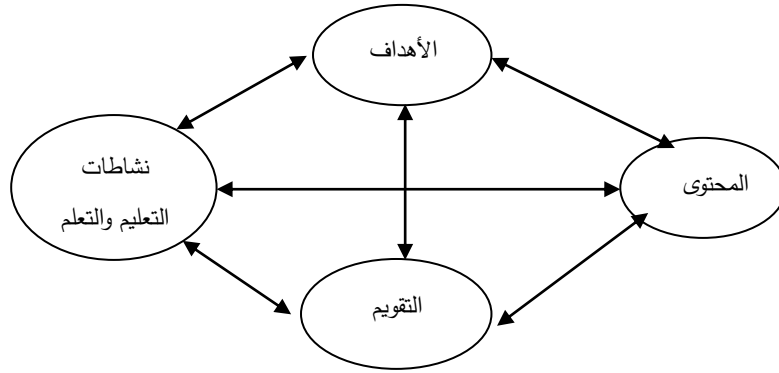 الأهداف
المحتوى
نشاطات
التعليم والتعلم
التقويم